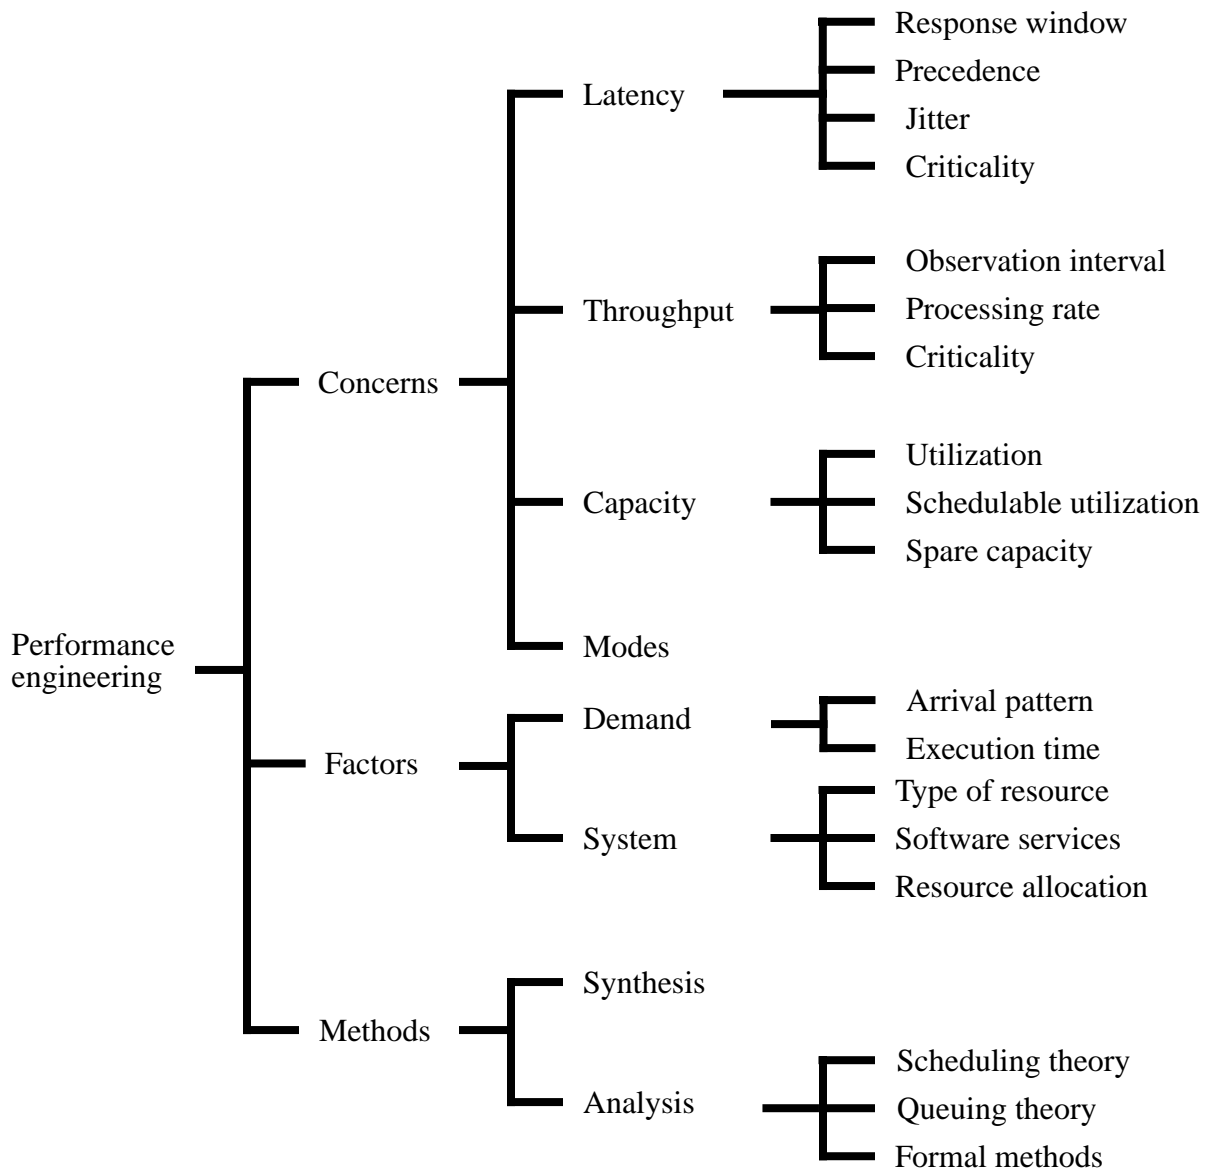 Response window
Precedence
Latency
Jitter
Criticality
Observation interval
Throughput
Processing rate
Criticality
Concerns
Utilization
Capacity
Schedulable utilization
Spare capacity
Performance
engineering
Modes
Demand
Arrival pattern
Execution time
Factors
Type of resource
System
Software services
Resource allocation
Synthesis
Methods
Scheduling theory
Analysis
Queuing theory
Formal methods